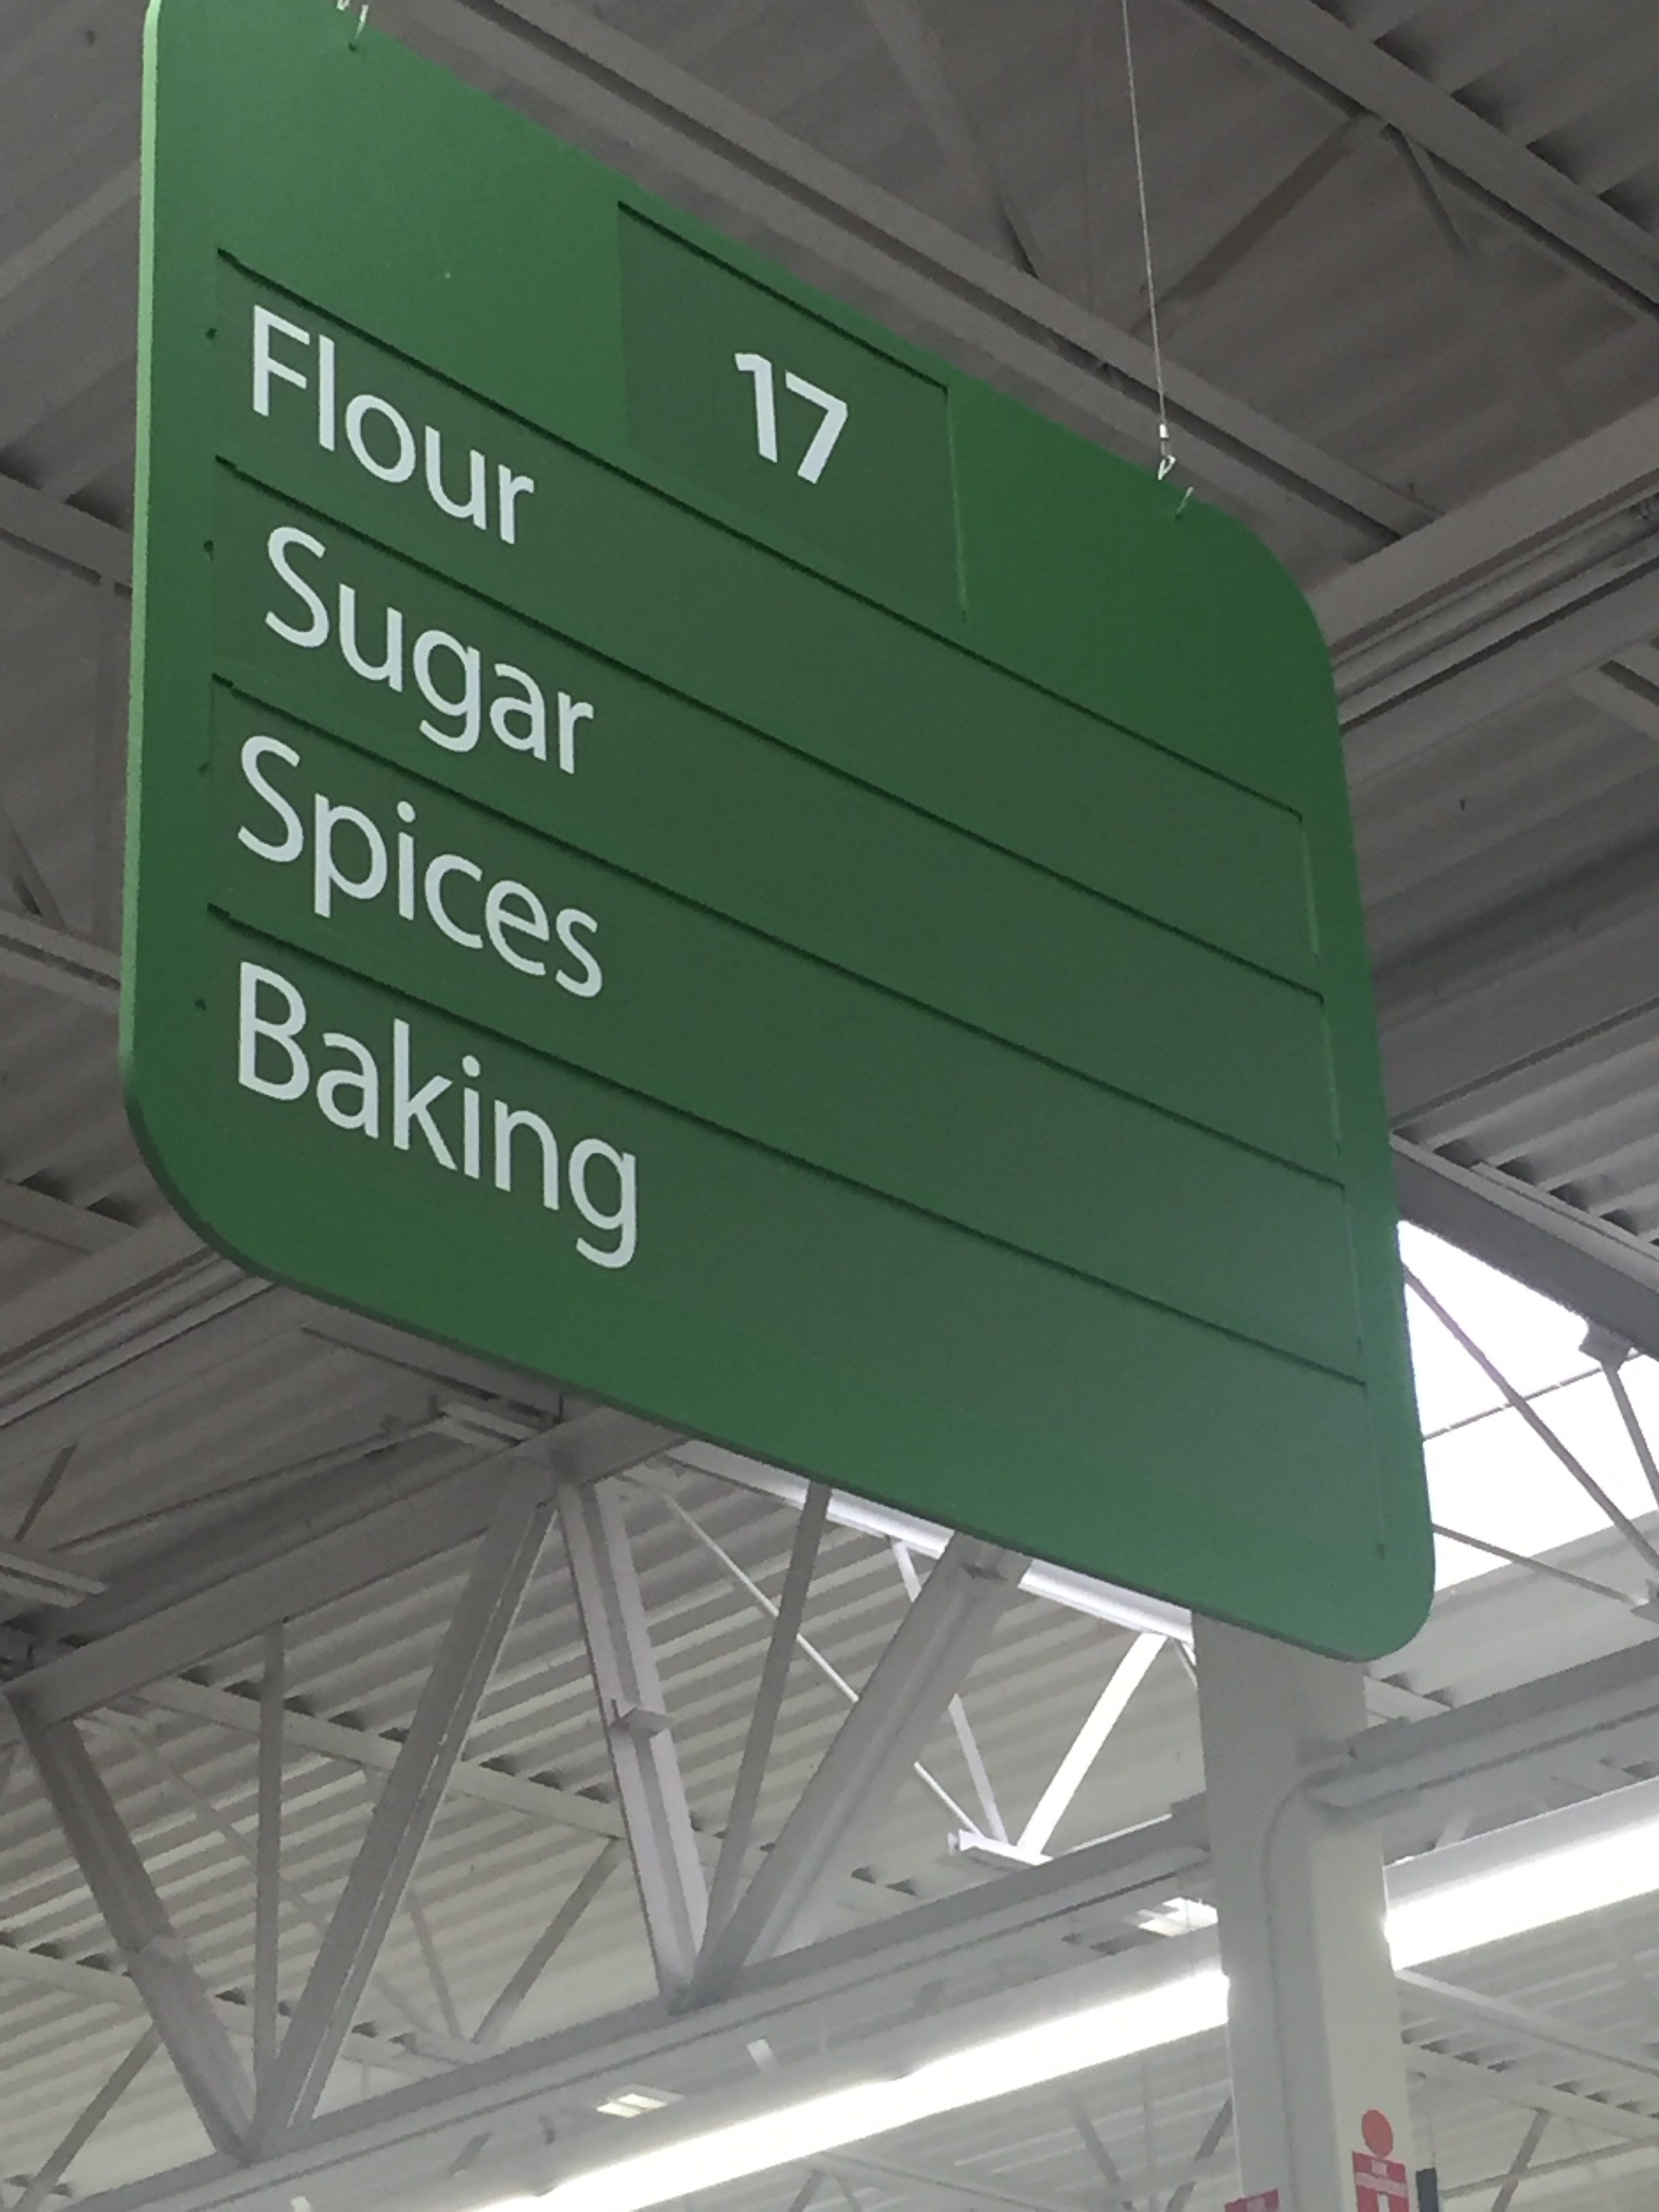 17
Flour
Sugar
Spices
Baking